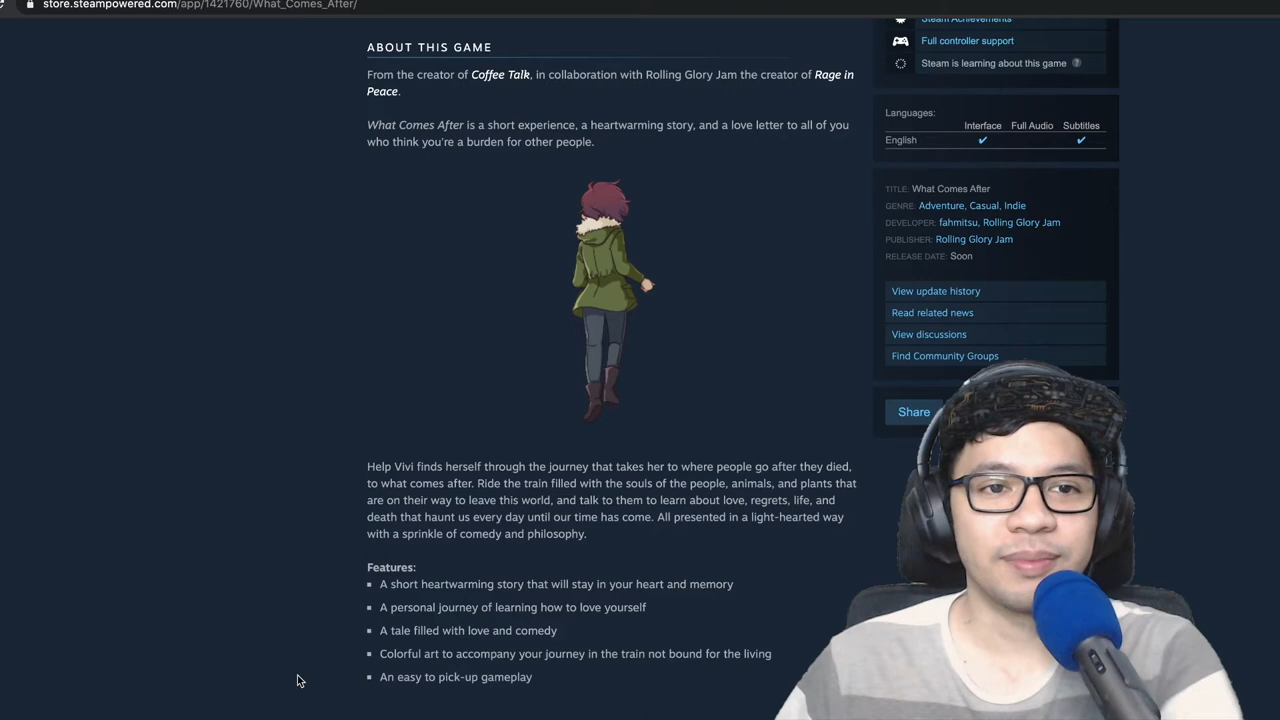 store.steampowered.com/app/1421760/What_Comes_After/
ABOUT THIS GAME
From the creator of Coffee Talk, in collaboration with Rolling Glory Jam the creator of Rage in
Peace.
What Comes After is a short experience, a heartwarming story, and a love letter to all of you
who think you're a burden for other people.
Help Vivi finds herself through the journey that takes her to where people go after they died,
to what comes after. Ride the train filled with the souls of the people, animals, and plants that
are on their way to leave this world, and talk to them to learn about love, regrets, life, and
death that haunt us every day until our time has come. All presented in a light-hearted way
with a sprinkle of comedy and philosophy.
Features:
A short heartwarming story that will stay in your heart and memory
A personal journey of learning how to love yourself
A tale filled with love and comedy
Colorful art to accompany your journey in the train not bound for the living
An easy to pick-up gameplay
Steam Achievements
Full controller support
Steam is learning about this game ?
Languages:
Interface Full Audio Subtitles
English ✔ ✔
TITLE: What Comes After
GENRE: Adventure, Casual, Indie
DEVELOPER: fahmitsu, Rolling Glory Jam
PUBLISHER: Rolling Glory Jam
RELEASE DATE: Soon
View update history
Read related news
View discussions
Find Community Groups
Share